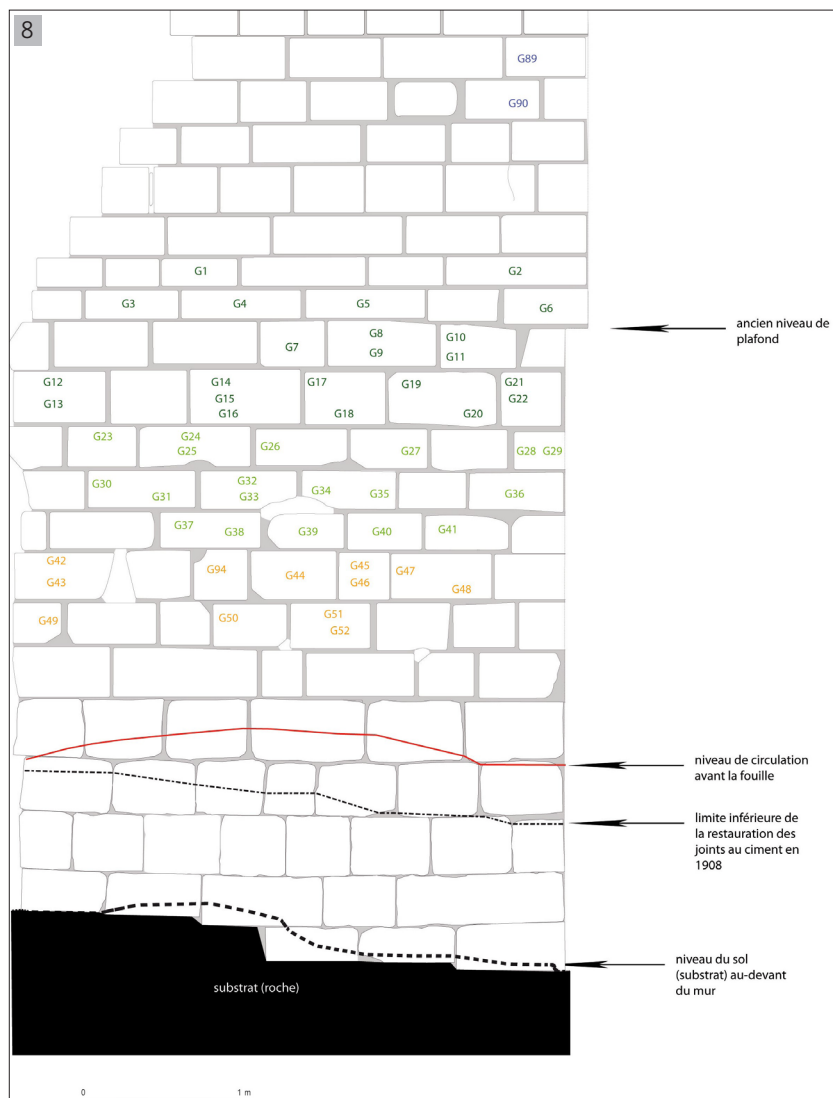 8
G89
G90
G1 G2
G3 G4 G5 G6
ancien niveau de
plafond
G8 G10
G7 G9 G11
G12 G14 G17 G19 G21
G13 G15 G22
G16 G18 G20
G23 G24 G26 G27 G28 G29
G25
G30 G32 G34 G35 G36
G31 G33
G37 G38 G39 G40 G41
G42 G94 G44 G45 G47
G43 G46 G48
G49 G50 G51
G52
niveau de circulation
avant la fouille
limite inférieure de
la restauration des
joints au ciment en
1908
niveau du sol
(substrat) au-devant
du mur
substrat (roche)
0 1 m